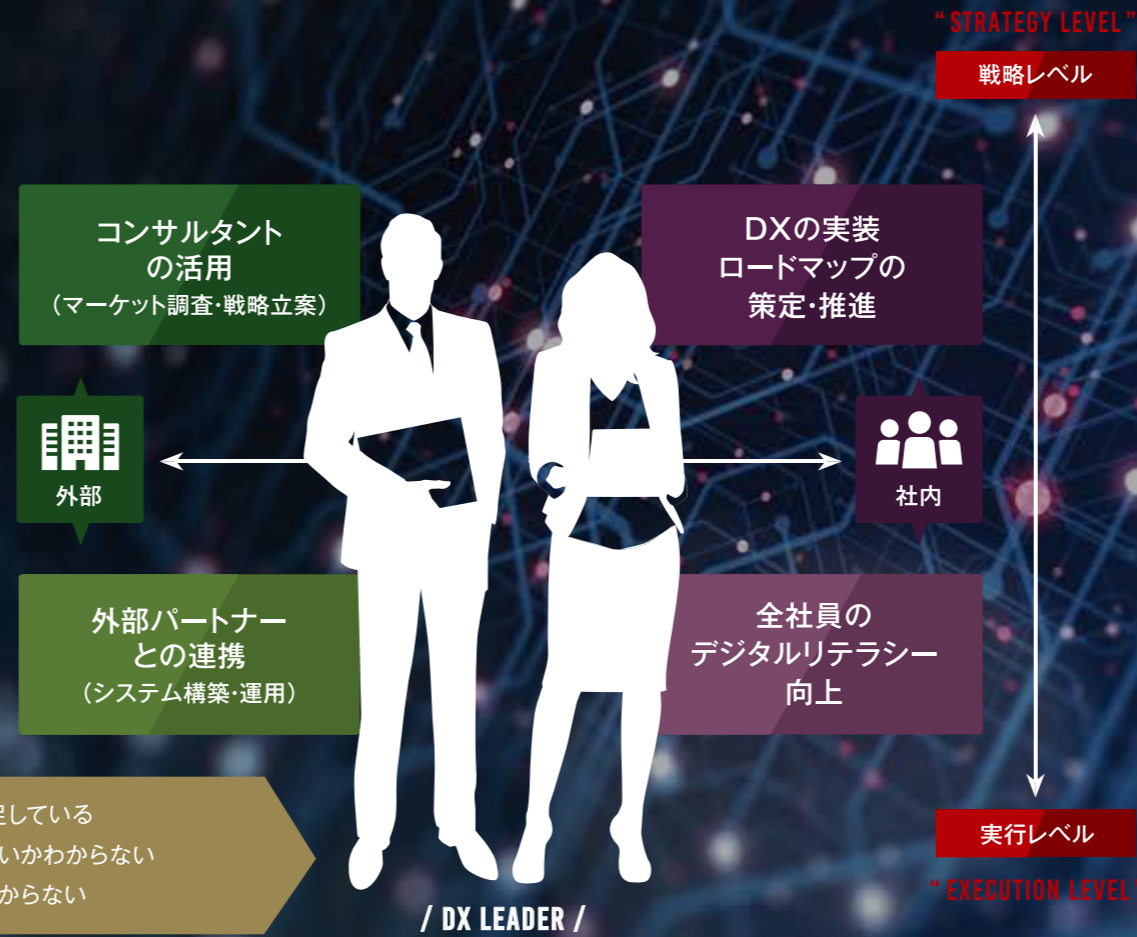 “ STRATEGY LEVEL ”
戦略レベル
コンサルタント
の活用
（マーケット調査・戦略立案）
DXの実装
ロードマップの
策定・推進
外部
社内
外部パートナー
との連携
（システム構築・運用）
全社員の
デジタルリテラシー
向上
足している
いかわからない
からない
実行レベル
“ EXECUTION LEVEL ”
/ DX LEADER /